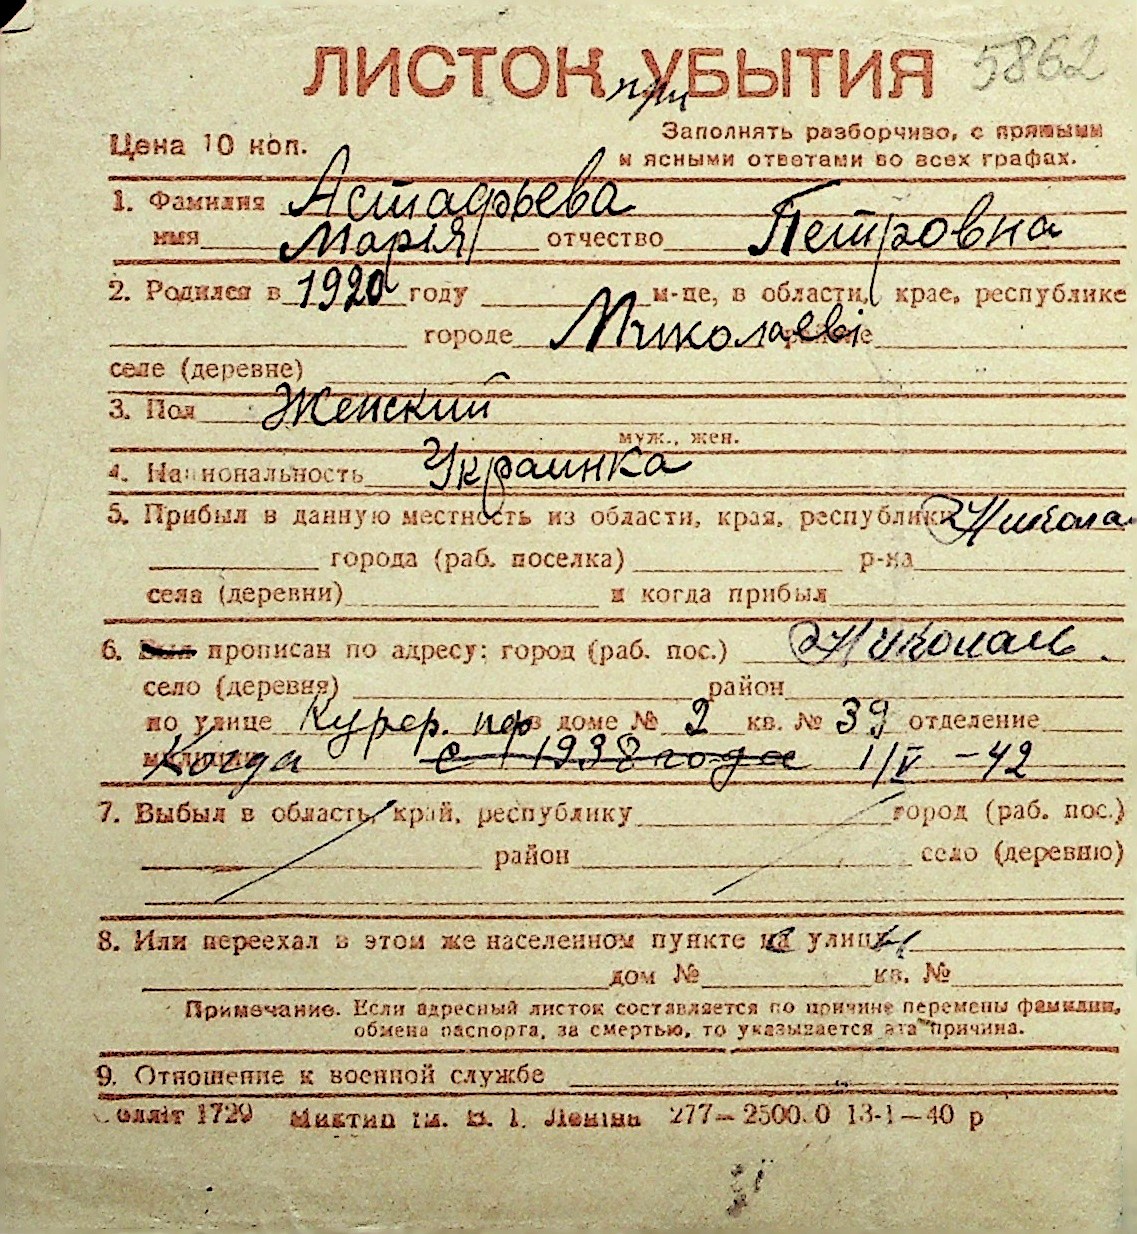 5862
ЛИСТОК при УБЫТИЯ
Цена 10 коп.
Заполнять разборчиво, с прямыми
и ясными ответами во всех графах.
1. Фамилия Астафьева
имя Марія отчество Петровна
2. Родился в 1920 году м-це, в области, крае, республике
городе Миколаеві
селе (деревне)
3. Пол Женский
муж., жен.
4. Национальность Украинка
5. Прибыл в данную местность из области, края, республики Никола
города (раб. поселка) р-на
села (деревни) и когда прибыл
6. Был прописан по адресу: город (раб. пос.) Николаев
село (деревня) район
по улице Курер. пер в доме № 2 кв. № 39 отделение
милиции Когда с 1938 года 1/V -42
7. Выбыл в область, край, республику город (раб. пос.)
район село (деревню)
8. Или переехал в этом же населенном пункте на улицу
дом № кв. №
Примечание. Если адресный листок составляется по причине перемены фамилии,
обмена паспорта, за смертью, то указывается эта причина.
9. Отношение к военной службе
1729 ім. В. І. Леніна 277—2500.0 13-1—40 р